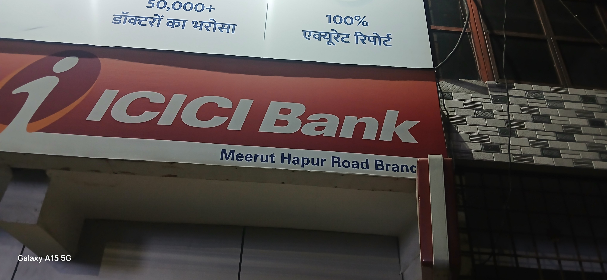 50,000+
डॉक्टरों का भरोसा
100%
एक्यूरेट रिपोर्ट
i ICICI Bank
Meerut Hapur Road Branc
Galaxy A15 5G